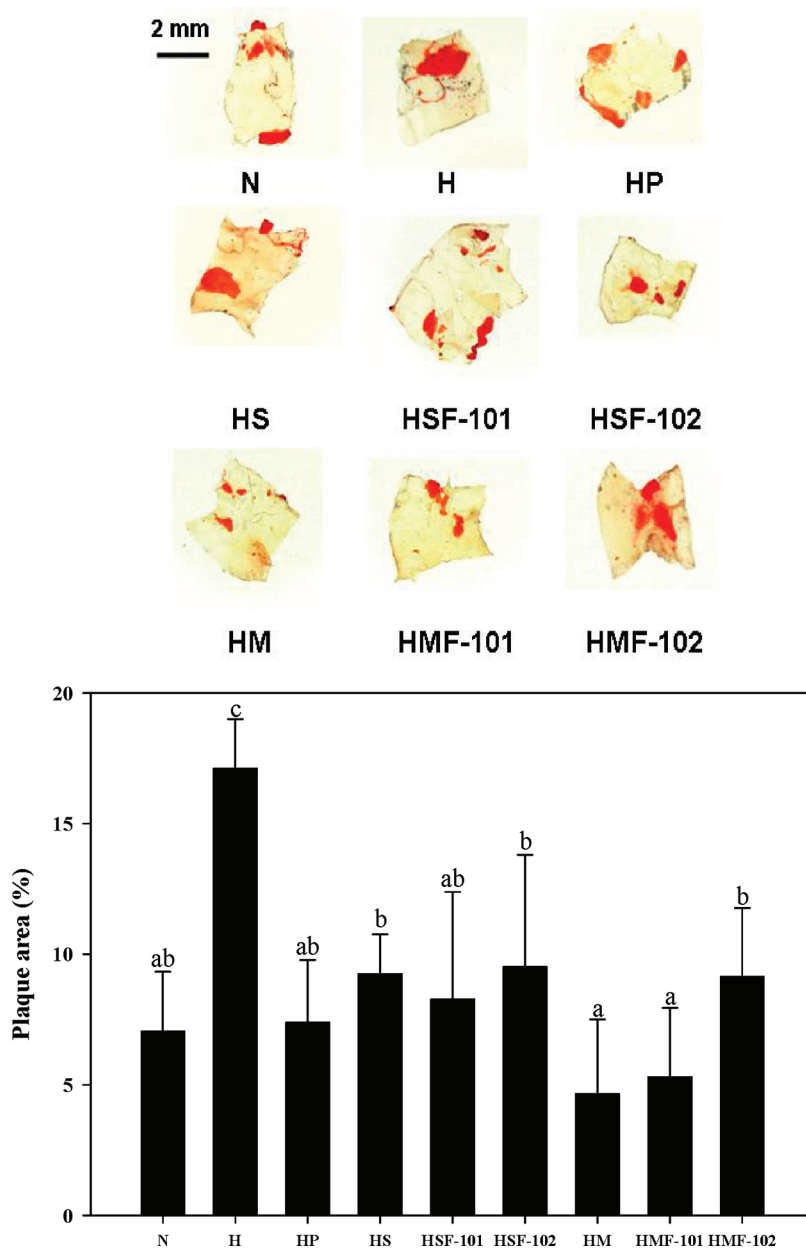 2 mm
N H HP
HS HSF-101 HSF-102
HM HMF-101 HMF-102
20
c
15
b
ab
b
b
ab
ab
10
a
a
5
0
Plaque area (%)
N H HP HS HSF-101 HSF-102 HM HMF-101 HMF-102